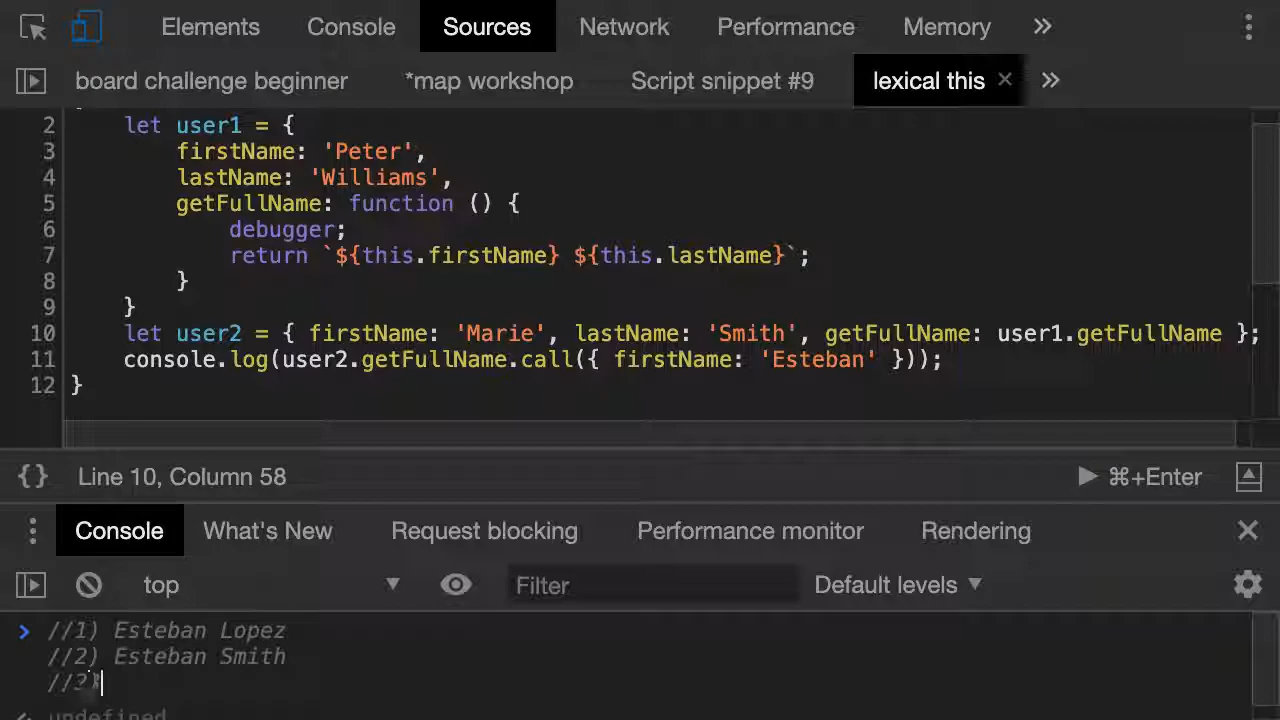 Elements Console Sources Network Performance Memory »
board challenge beginner *map workshop Script snippet #9 lexical this × »
2 let user1 = {
3 firstName: 'Peter',
4 lastName: 'Williams',
5 getFullName: function () {
6 debugger;
7 return `${this.firstName} ${this.lastName}`;
8 }
9 }
10 let user2 = { firstName: 'Marie', lastName: 'Smith', getFullName: user1.getFullName };
11 console.log(user2.getFullName.call({ firstName: 'Esteban' }));
12 }
{} Line 10, Column 58 ⌘+Enter
Console What's New Request blocking Performance monitor Rendering ×
top Filter Default levels
> //1) Esteban Lopez
//2) Esteban Smith
//3)
undefined